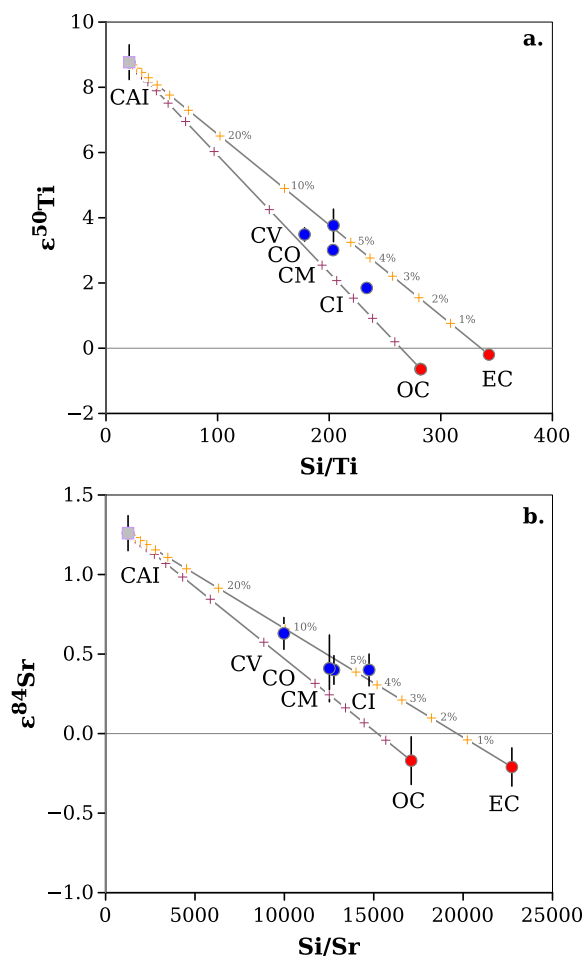 10
a.
8
CAI
6
20%
ε⁵⁰Ti
10%
4
CV
5%
CO
4%
2
CM
3%
CI
2%
1%
0
OC
EC
−2
0
100
200
300
400
Si/Ti
1.5
b.
1.0
CAI
20%
ε⁸⁴Sr
10%
0.5
CV
5%
CO
4%
CM
CI
3%
2%
0.0
1%
OC
EC
−0.5
−1.0
0
5000
10000
15000
20000
25000
Si/Sr